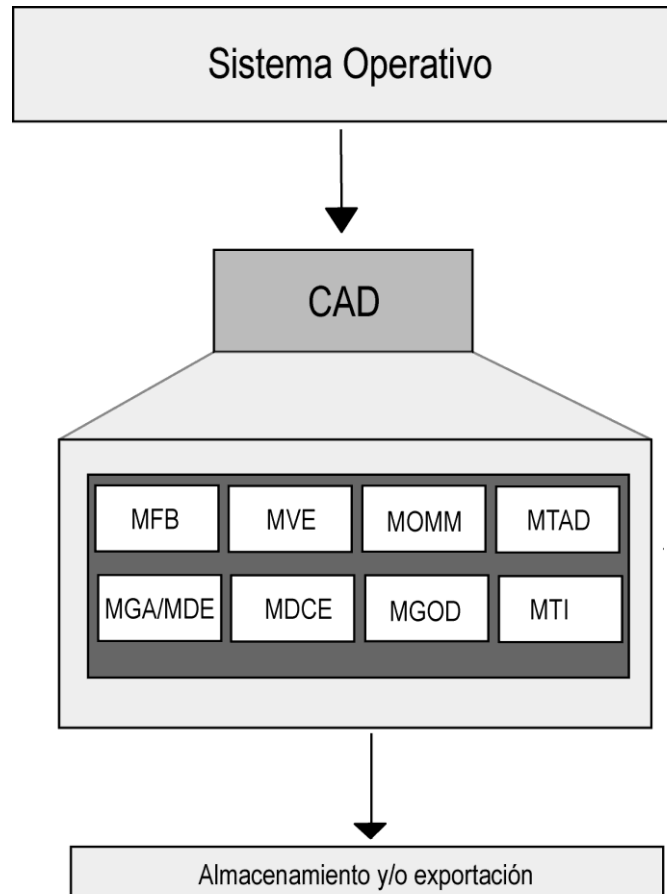 Sistema Operativo
CAD
MFB MVE MOMM MTAD
MGA/MDE MDCE MGOD MTI
Almacenamiento y/o exportación